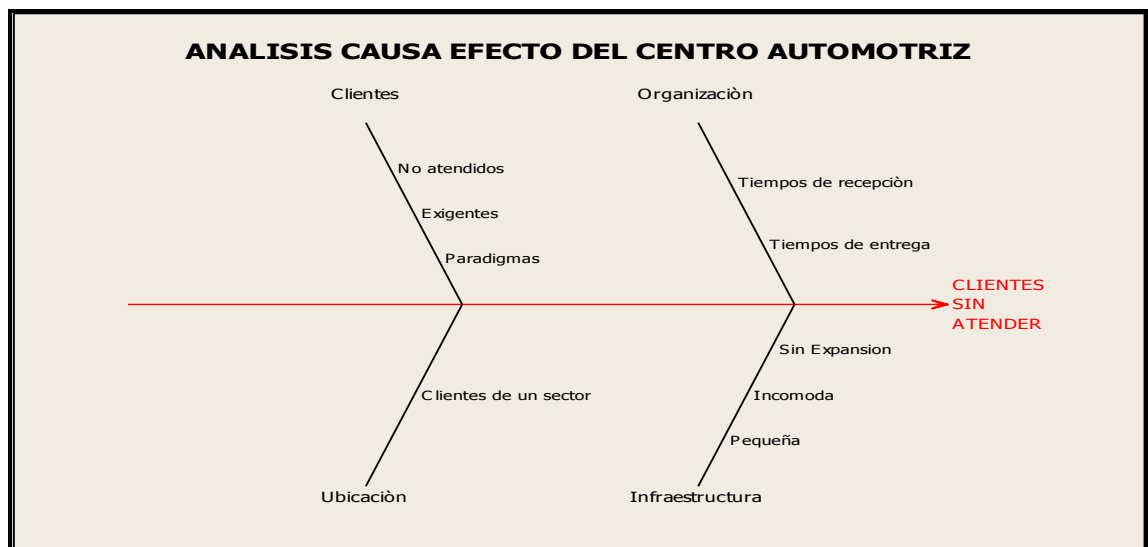 ANALISIS CAUSA EFECTO DEL CENTRO AUTOMOTRIZ
Clientes
Organizaciòn
No atendidos
Exigentes
Paradigmas
Tiempos de recepciòn
Tiempos de entrega
CLIENTES
SIN
ATENDER
Clientes de un sector
Ubicaciòn
Sin Expansion
Incomoda
Pequeña
Infraestructura